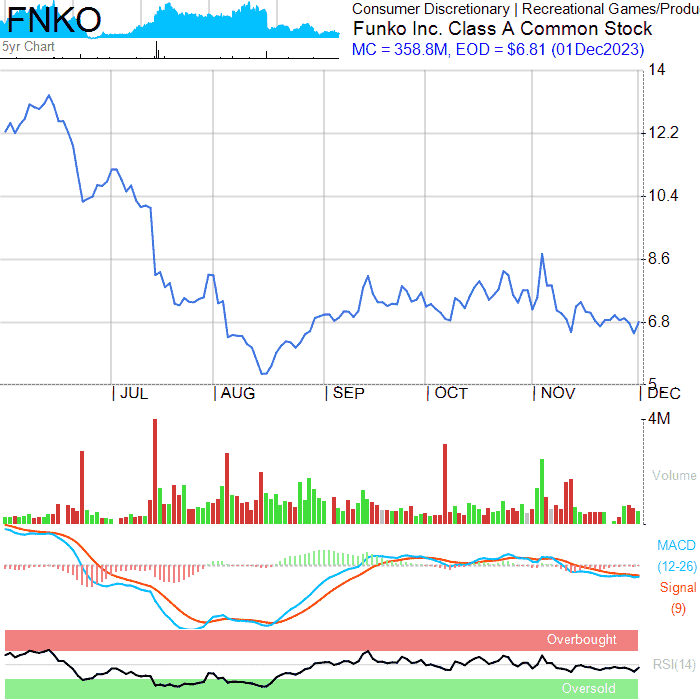 FNKO
Consumer Discretionary | Recreational Games/Produ
Funko Inc. Class A Common Stock
5yr Chart
MC = 358.8M, EOD = $6.81 (01Dec2023)
14
12.2
10.4
8.6
6.8
5
JUL AUG SEP OCT NOV DEC
4M
Volume
MACD
(12-26)
Signal
(9)
Overbought
RSI(14)
Oversold